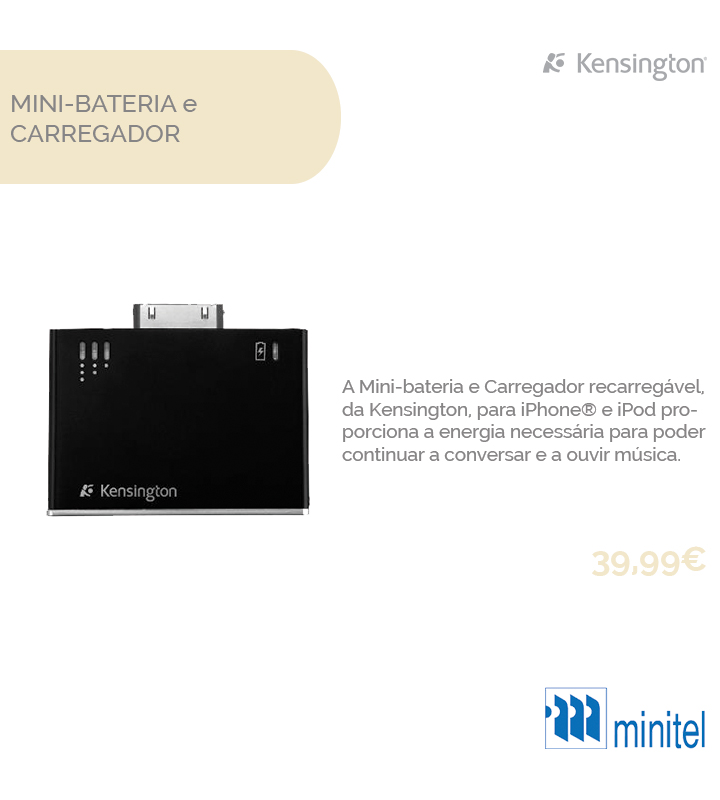 Kensington
MINI-BATERIA e
CARREGADOR
Kensington
A Mini-bateria e Carregador recarregável,
da Kensington, para iPhone® e iPod pro-
porciona a energia necessária para poder
continuar a conversar e a ouvir música.
39,99€
minitel